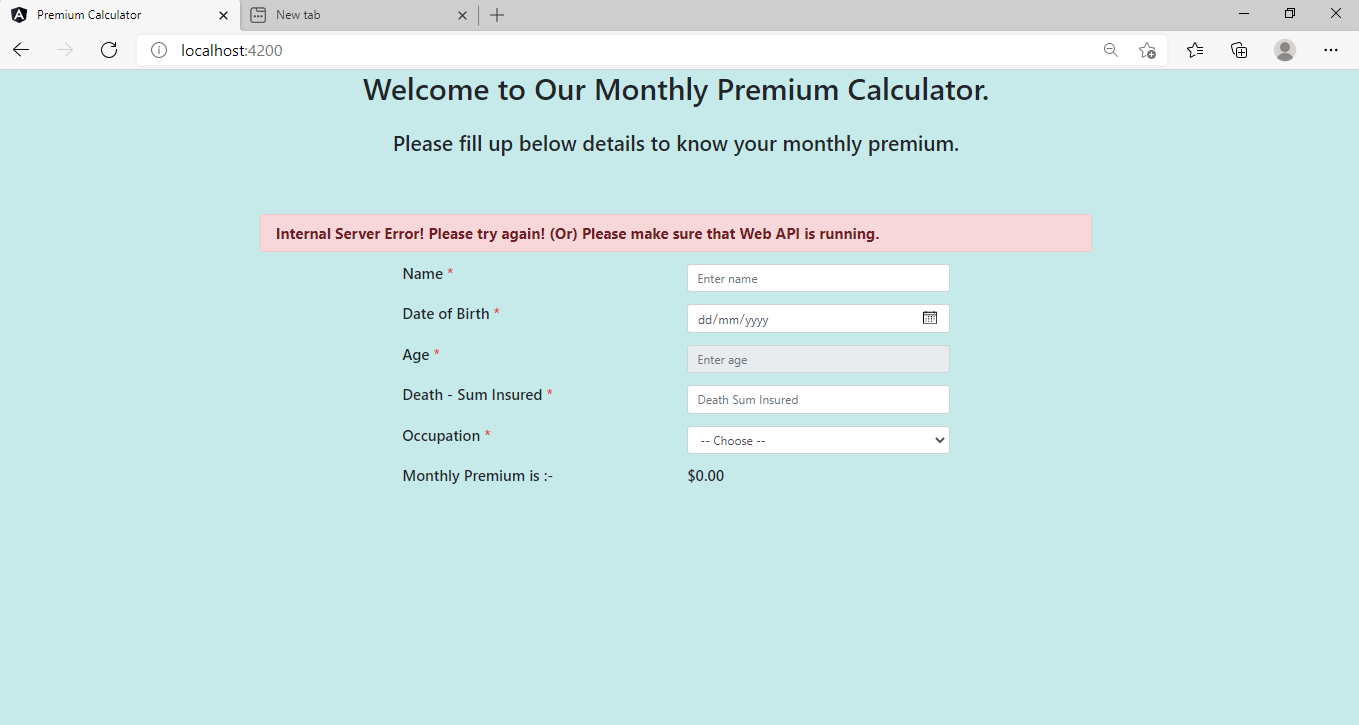 Premium Calculator
New tab
localhost:4200
Welcome to Our Monthly Premium Calculator.
Please fill up below details to know your monthly premium.
Internal Server Error! Please try again! (Or) Please make sure that Web API is running.
Name * Enter name
Date of Birth * dd/mm/yyyy
Age * Enter age
Death - Sum Insured * Death Sum Insured
Occupation * -- Choose --
Monthly Premium is :- $0.00